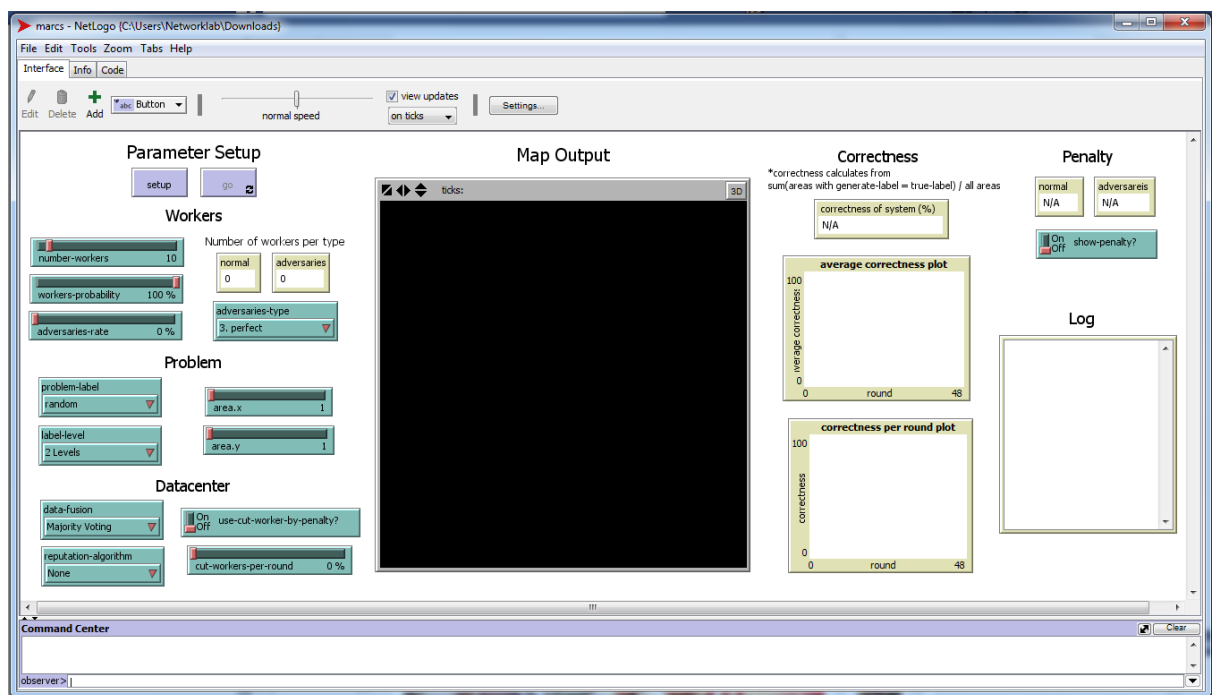 marcs - NetLogo {C:\Users\Networklab\Downloads}
File Edit Tools Zoom Tabs Help
Interface Info Code
Edit Delete Add
abc Button
normal speed
view updates
on ticks
Settings...
Parameter Setup
setup
go
Workers
number-workers 10
workers-probability 100 %
adversaries-rate 0 %
Number of workers per type
normal
0
adversaries
0
adversaries-type
3. perfect
Problem
problem-label
random
label-level
2 Levels
area.x 1
area.y 1
Datacenter
data-fusion
Majority Voting
reputation-algorithm
None
On
Off
use-cut-worker-by-penalty?
cut-workers-per-round 0 %
Map Output
ticks:
3D
Correctness
*correctness calculates from
sum(areas with generate-label = true-label) / all areas
correctness of system (%)
N/A
average correctness plot
100
average correctness
0
0 round 48
correctness per round plot
100
correctness
0
0 round 48
Penalty
normal
N/A
adversareis
N/A
On
Off
show-penalty?
Log
Command Center
Clear
observer>